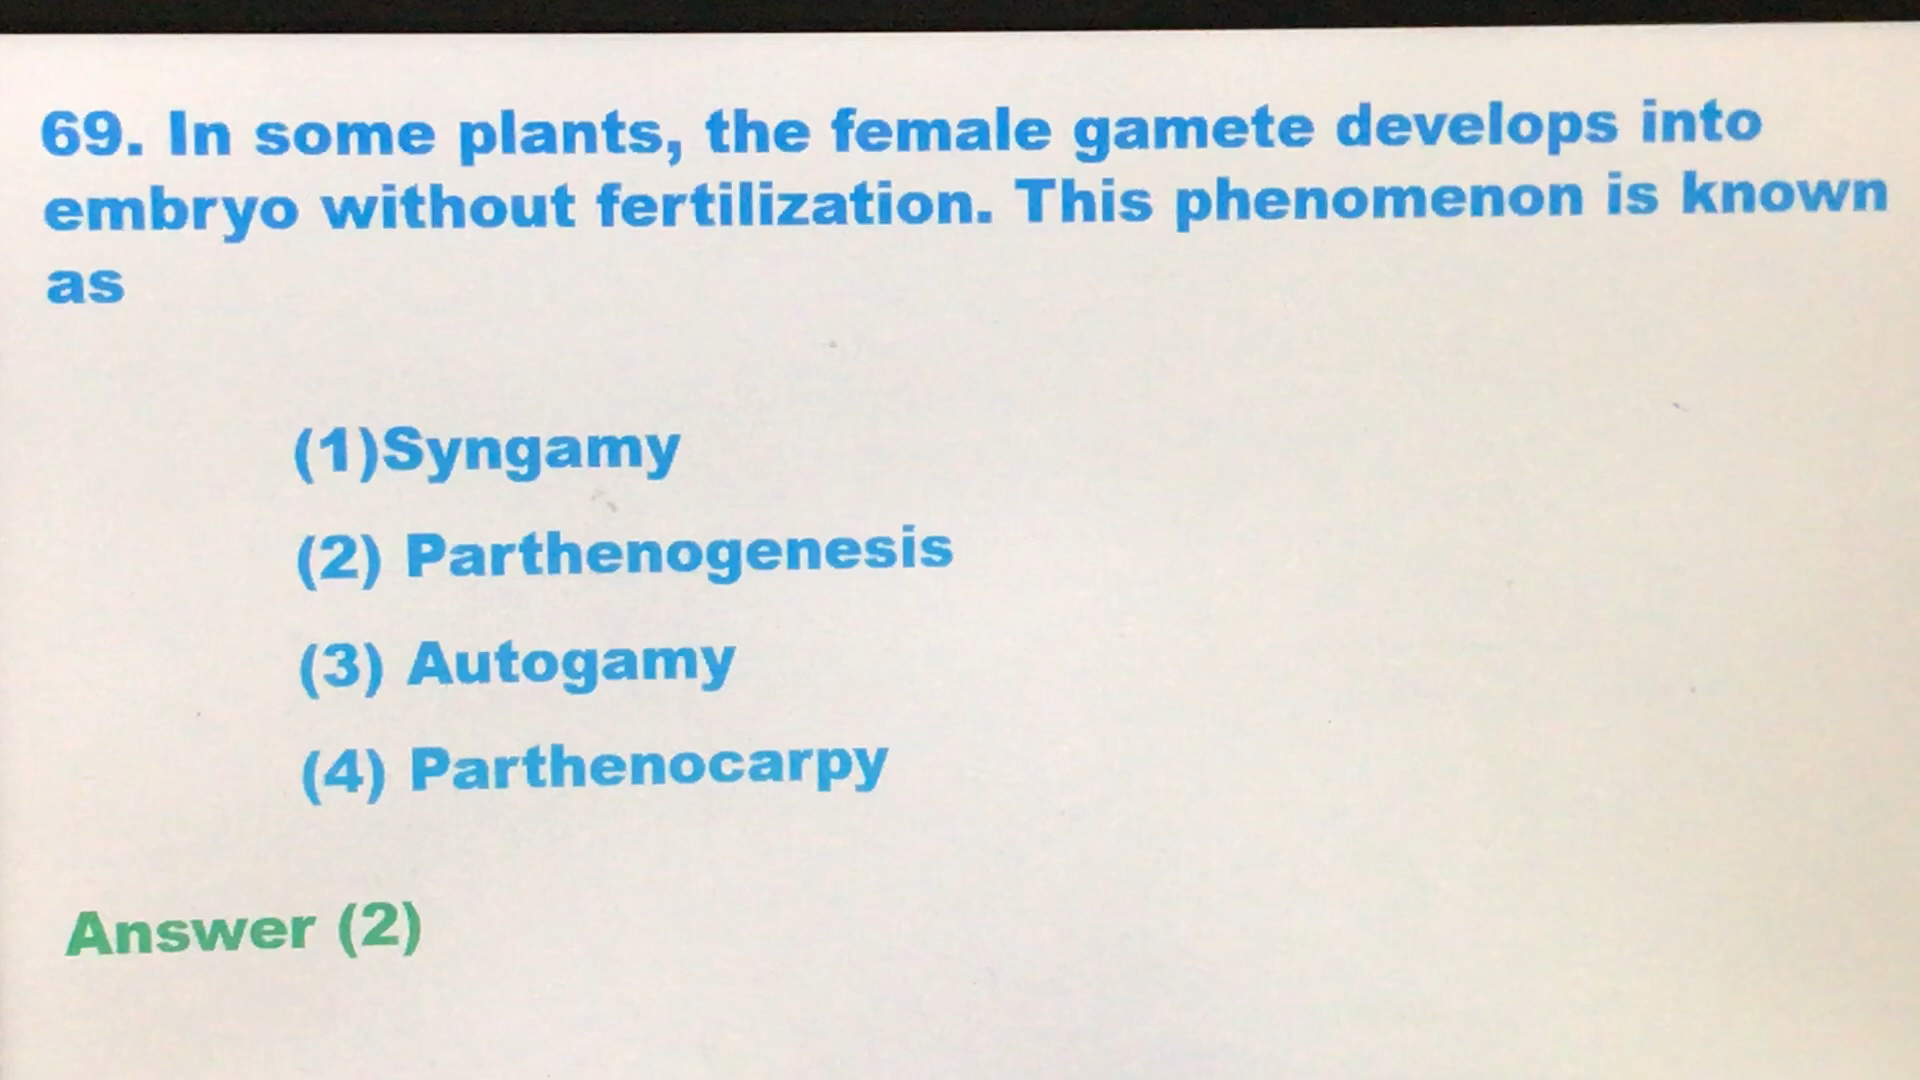 69. In some plants, the female gamete develops into
embryo without fertilization. This phenomenon is known
as
(1)Syngamy
(2) Parthenogenesis
(3) Autogamy
(4) Parthenocarpy
Answer (2)